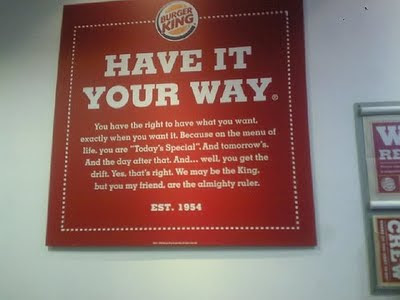 BURGER
KING
HAVE IT
YOUR WAY®
You have the right to have what you want,
exactly when you want it. Because on the menu of
life, you are "Today's Special". And tomorrow's.
And the day after that. And... well, you get the
drift. Yes, that's right. We may be the King,
but you my friend, are the almighty ruler.
EST. 1954
W
RE
CREW